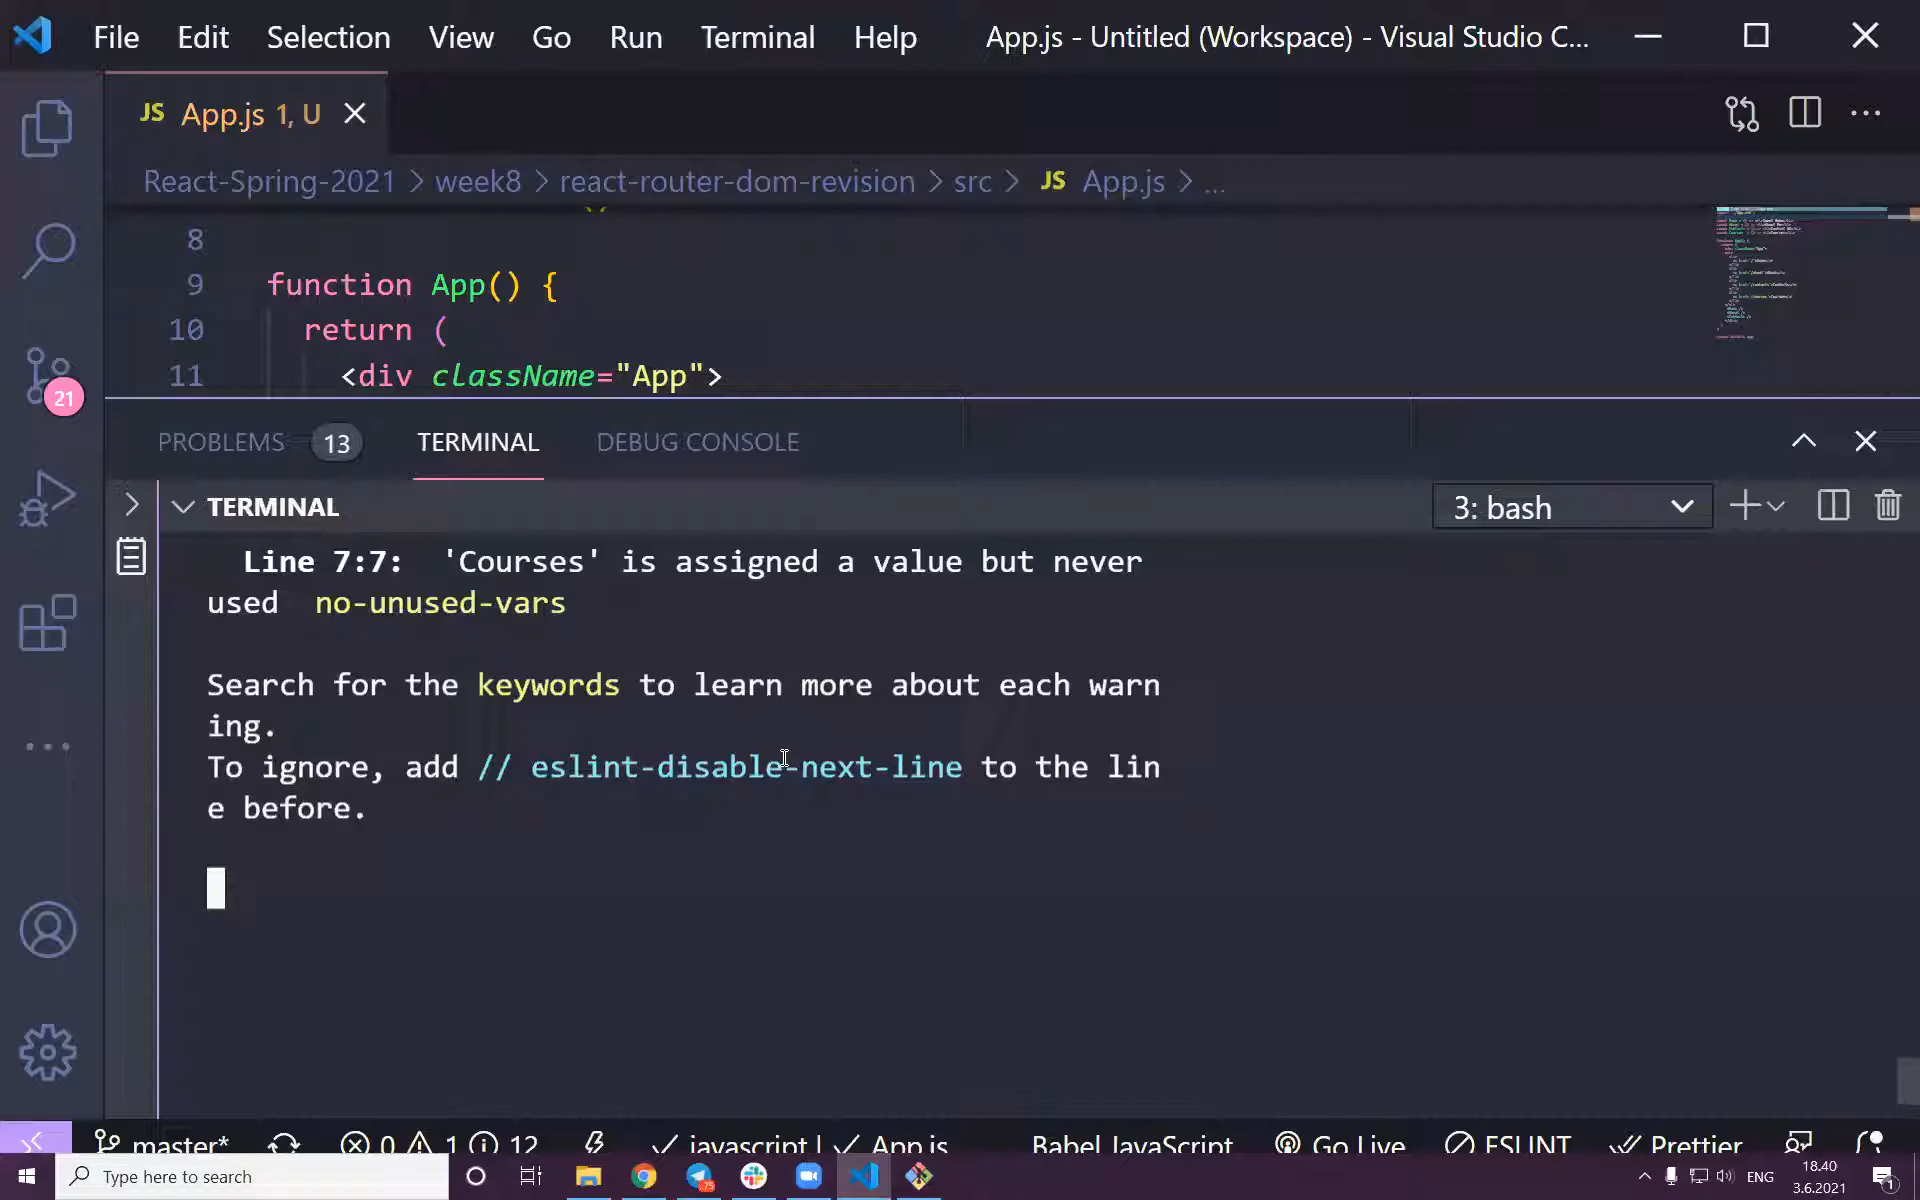 File Edit Selection View Go Run Terminal Help App.js - Untitled (Workspace) - Visual Studio C...
JS App.js 1, U
React-Spring-2021 > week8 > react-router-dom-revision > src > JS App.js > ...
8
9 function App() {
10 return (
11 <div className="App">
21
PROBLEMS 13 TERMINAL DEBUG CONSOLE
TERMINAL 3: bash
Line 7:7: 'Courses' is assigned a value but never
used no-unused-vars
Search for the keywords to learn more about each warn
ing.
To ignore, add // eslint-disable-next-line to the lin
e before.
master* 0 1 12 javascript | App.js Babel JavaScript Go Live ESLINT Prettier
Type here to search 75 ENG 18.40
3.6.2021 1